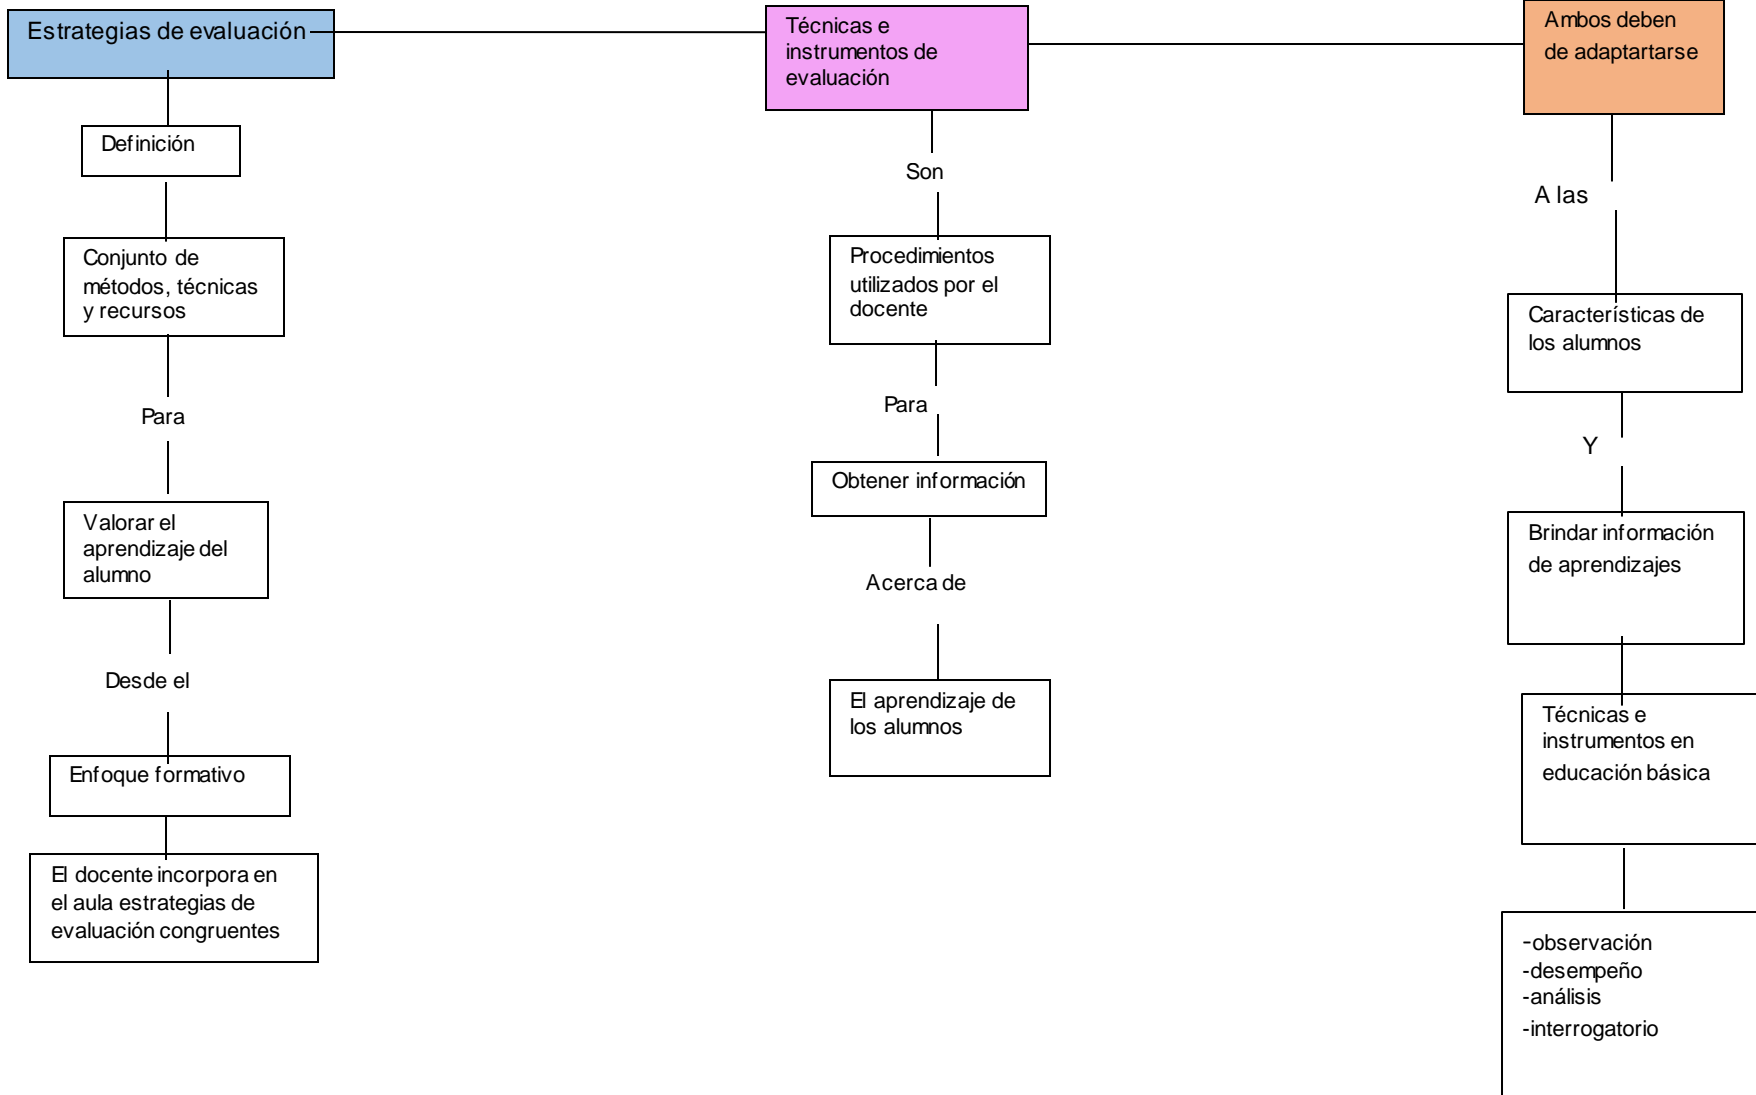 Estrategias de evaluación
Definición
Conjunto de
métodos, técnicas
y recursos
Para
Valorar el
aprendizaje del
alumno
Desde el
Enfoque formativo
El docente incorpora en
el aula estrategias de
evaluación congruentes
Técnicas e
instrumentos de
evaluación
Son
Procedimientos
utilizados por el
docente
Para
Obtener información
Acerca de
El aprendizaje de
los alumnos
Ambos deben
de adaptartarse
A las
Características de
los alumnos
Y
Brindar información
de aprendizajes
Técnicas e
instrumentos en
educación básica
-observación
-desempeño
-análisis
-interrogatorio